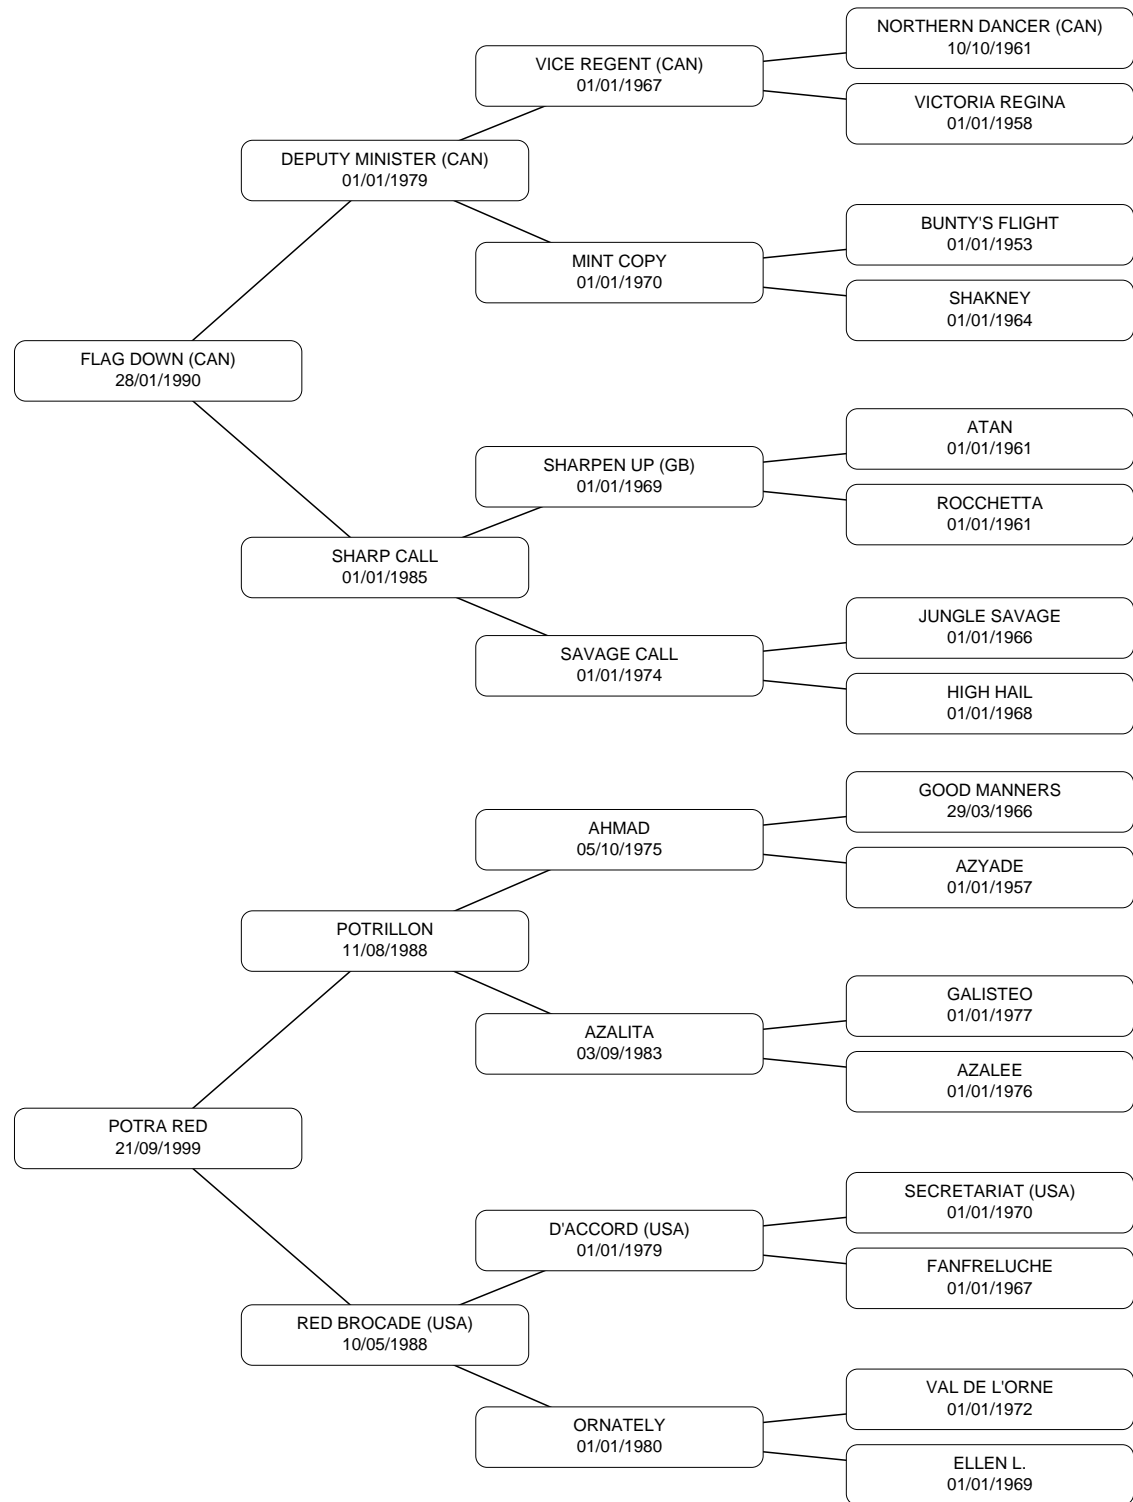 NORTHERN DANCER (CAN)
10/10/1961
VICE REGENT (CAN)
01/01/1967
VICTORIA REGINA
01/01/1958
DEPUTY MINISTER (CAN)
01/01/1979
BUNTY'S FLIGHT
01/01/1953
MINT COPY
01/01/1970
SHAKNEY
01/01/1964
FLAG DOWN (CAN)
28/01/1990
ATAN
01/01/1961
SHARPEN UP (GB)
01/01/1969
ROCCHETTA
01/01/1961
SHARP CALL
01/01/1985
JUNGLE SAVAGE
01/01/1966
SAVAGE CALL
01/01/1974
HIGH HAIL
01/01/1968
GOOD MANNERS
29/03/1966
AHMAD
05/10/1975
AZYADE
01/01/1957
POTRILLON
11/08/1988
GALISTEO
01/01/1977
AZALITA
03/09/1983
AZALEE
01/01/1976
POTRA RED
21/09/1999
SECRETARIAT (USA)
01/01/1970
D'ACCORD (USA)
01/01/1979
FANFRELUCHE
01/01/1967
RED BROCADE (USA)
10/05/1988
VAL DE L'ORNE
01/01/1972
ORNATELY
01/01/1980
ELLEN L.
01/01/1969